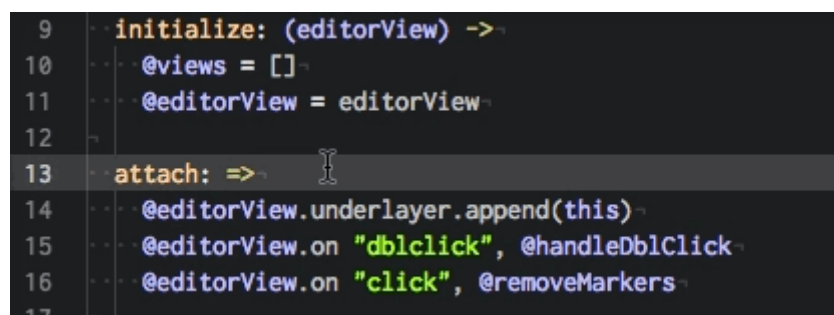 9 initialize: (editorView) ->
10 @views = []
11 @editorView = editorView
12
13 attach: =>
14 @editorView.underlayer.append(this)
15 @editorView.on "dblclick", @handleDblClick
16 @editorView.on "click", @removeMarkers
17